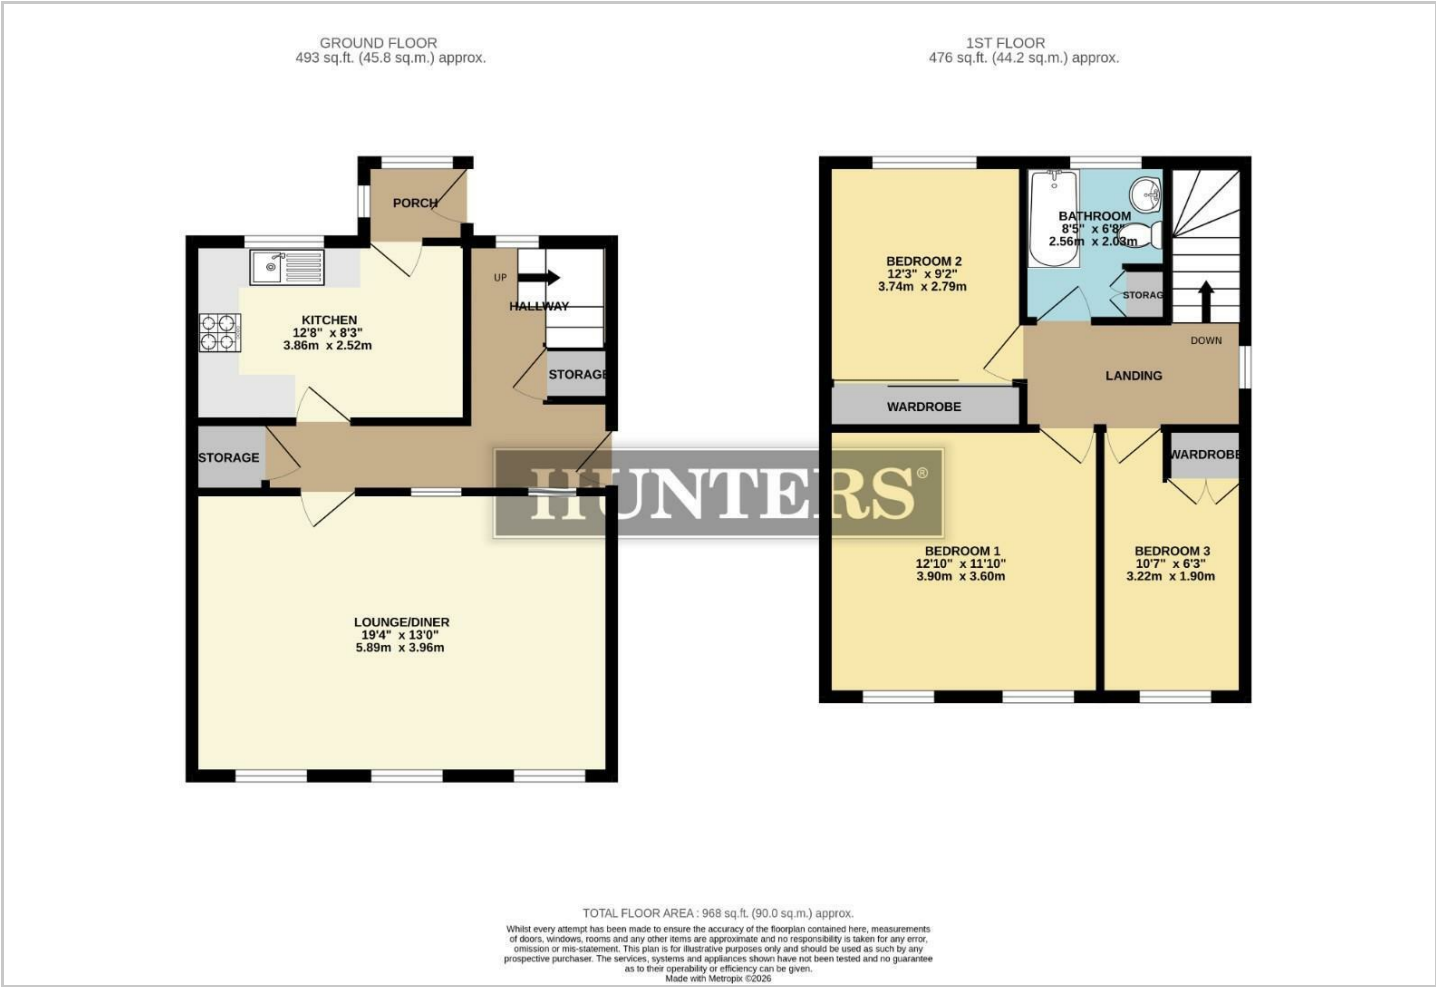 GROUND FLOOR
493 sq.ft. (45.8 sq.m.) approx.
1ST FLOOR
476 sq.ft. (44.2 sq.m.) approx.
PORCH
UP
HALLWAY
KITCHEN
12'8" x 8'3"
3.86m x 2.52m
STORAGE
STORAGE
LOUNGE/DINER
19'4" x 13'0"
5.89m x 3.96m
HUNTERS®
BATHROOM
8'5" x 6'8"
2.56m x 2.03m
BEDROOM 2
12'3" x 9'2"
3.74m x 2.79m
STORAG
DOWN
LANDING
WARDROBE
WARDROBE
BEDROOM 1
12'10" x 11'10"
3.90m x 3.60m
BEDROOM 3
10'7" x 6'3"
3.22m x 1.90m
TOTAL FLOOR AREA : 968 sq.ft. (90.0 sq.m.) approx.
Whilst every attempt has been made to ensure the accuracy of the floorplan contained here, measurements
of doors, windows, rooms and any other items are approximate and no responsibility is taken for any error,
omission or mis-statement. This plan is for illustrative purposes only and should be used as such by any
prospective purchaser. The services, systems and appliances shown have not been tested and no guarantee
as to their operability or efficiency can be given.
Made with Metropix ©2026